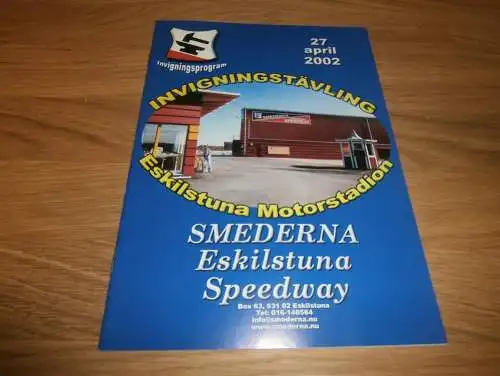 27
april
2002
Invigningsprogram
INVIGNINGSTÄVLING
Eskilstuna Motorstadion
SMEDERNA
Eskilstuna
Speedway
Box 63, 631 02 Eskilstuna
Tel: 016-140564
info@smederna.nu
www.smederna.nu